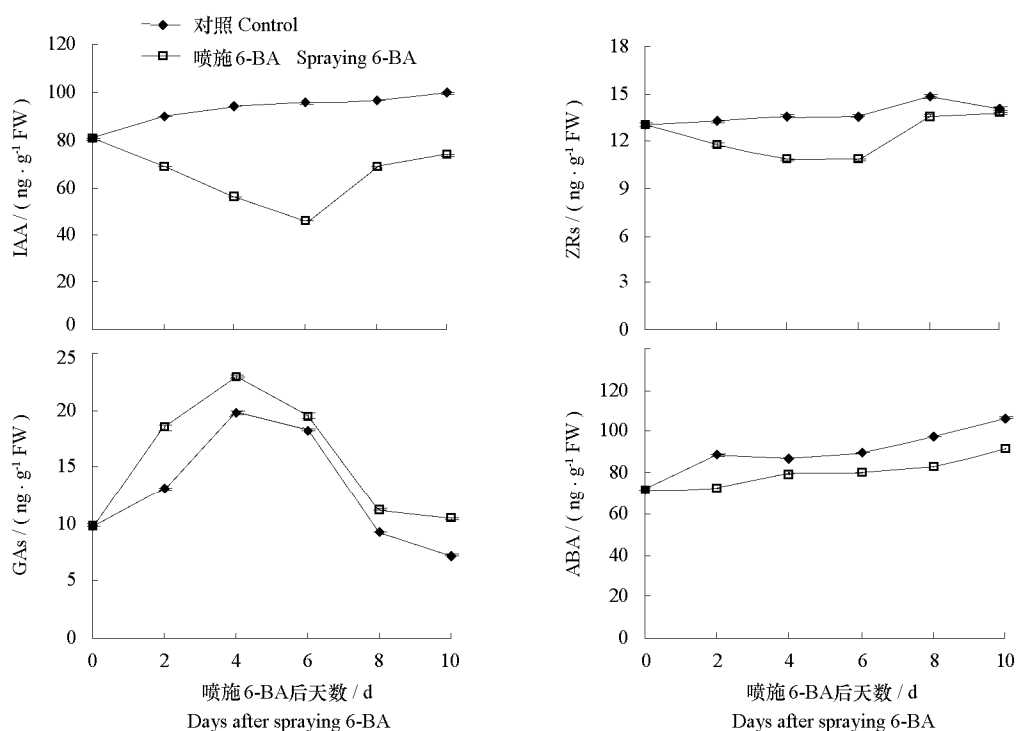 对照 Control
喷施6-BA Spraying 6-BA
120
100
80
60
40
20
0
IAA / ( ng · g⁻¹ FW )
18
15
13
12
9
6
3
0
ZRs / ( ng · g⁻¹ FW )
25
20
15
10
5
0
GAs / ( ng · g⁻¹ FW )
0 2 4 6 8 10
喷施6-BA后天数 / d
Days after spraying 6-BA
120
100
80
60
40
20
0
ABA / ( ng · g⁻¹ FW )
0 2 4 6 8 10
喷施6-BA后天数 / d
Days after spraying 6-BA